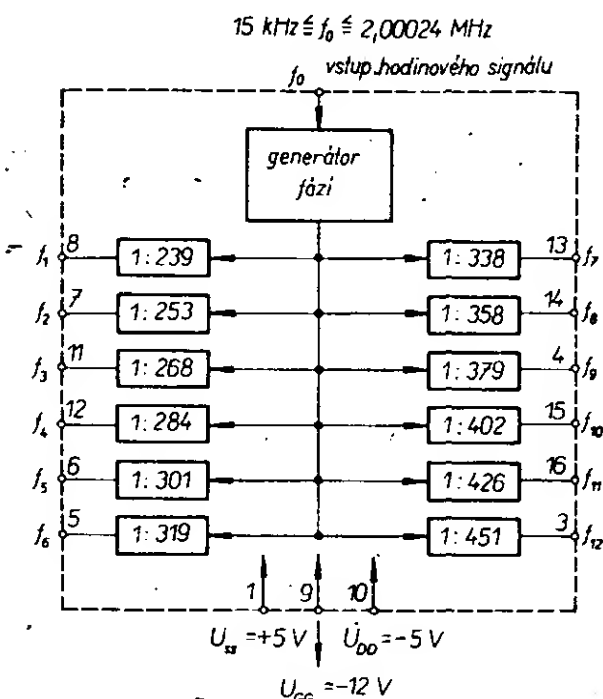 15 kHz ≦ f₀ ≦ 2,00024 MHz
f₀ vstup.hodinového signálu
generátor
fází
f₁ 8 1:239 1:338 13 f₇
f₂ 7 1:253 1:358 14 f₈
f₃ 11 1:268 1:379 4 f₉
f₄ 12 1:284 1:402 15 f₁₀
f₅ 6 1:301 1:426 16 f₁₁
f₆ 5 1:319 1:451 3 f₁₂
1 9 10
Uss =+5 V UDD =-5 V
UGG =-12 V